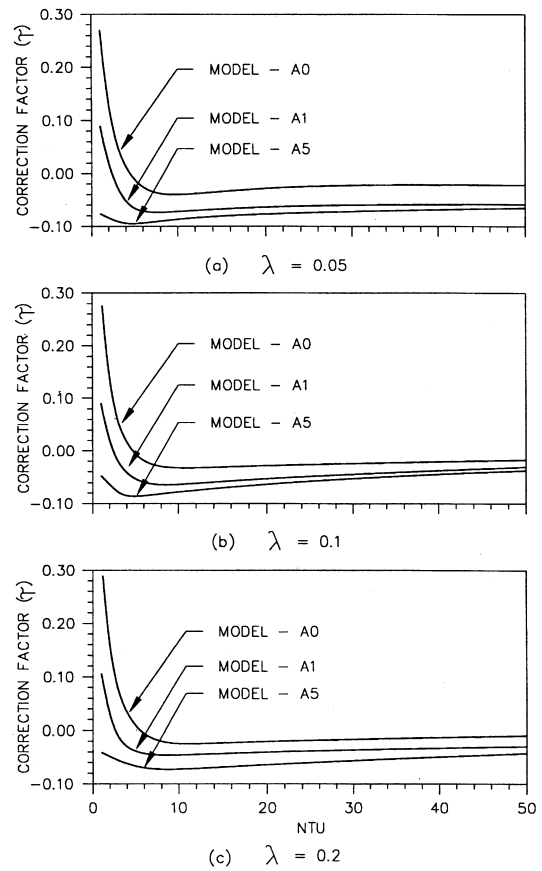 0.30
0.20
0.10
0.00
−0.10
CORRECTION FACTOR (γ)
MODEL − A0
MODEL − A1
MODEL − A5
(a) λ = 0.05
0.30
0.20
0.10
0.00
−0.10
CORRECTION FACTOR (γ)
MODEL − A0
MODEL − A1
MODEL − A5
(b) λ = 0.1
0.30
0.20
0.10
0.00
−0.10
CORRECTION FACTOR (γ)
MODEL − A0
MODEL − A1
MODEL − A5
0 10 20 30 40 50
NTU
(c) λ = 0.2